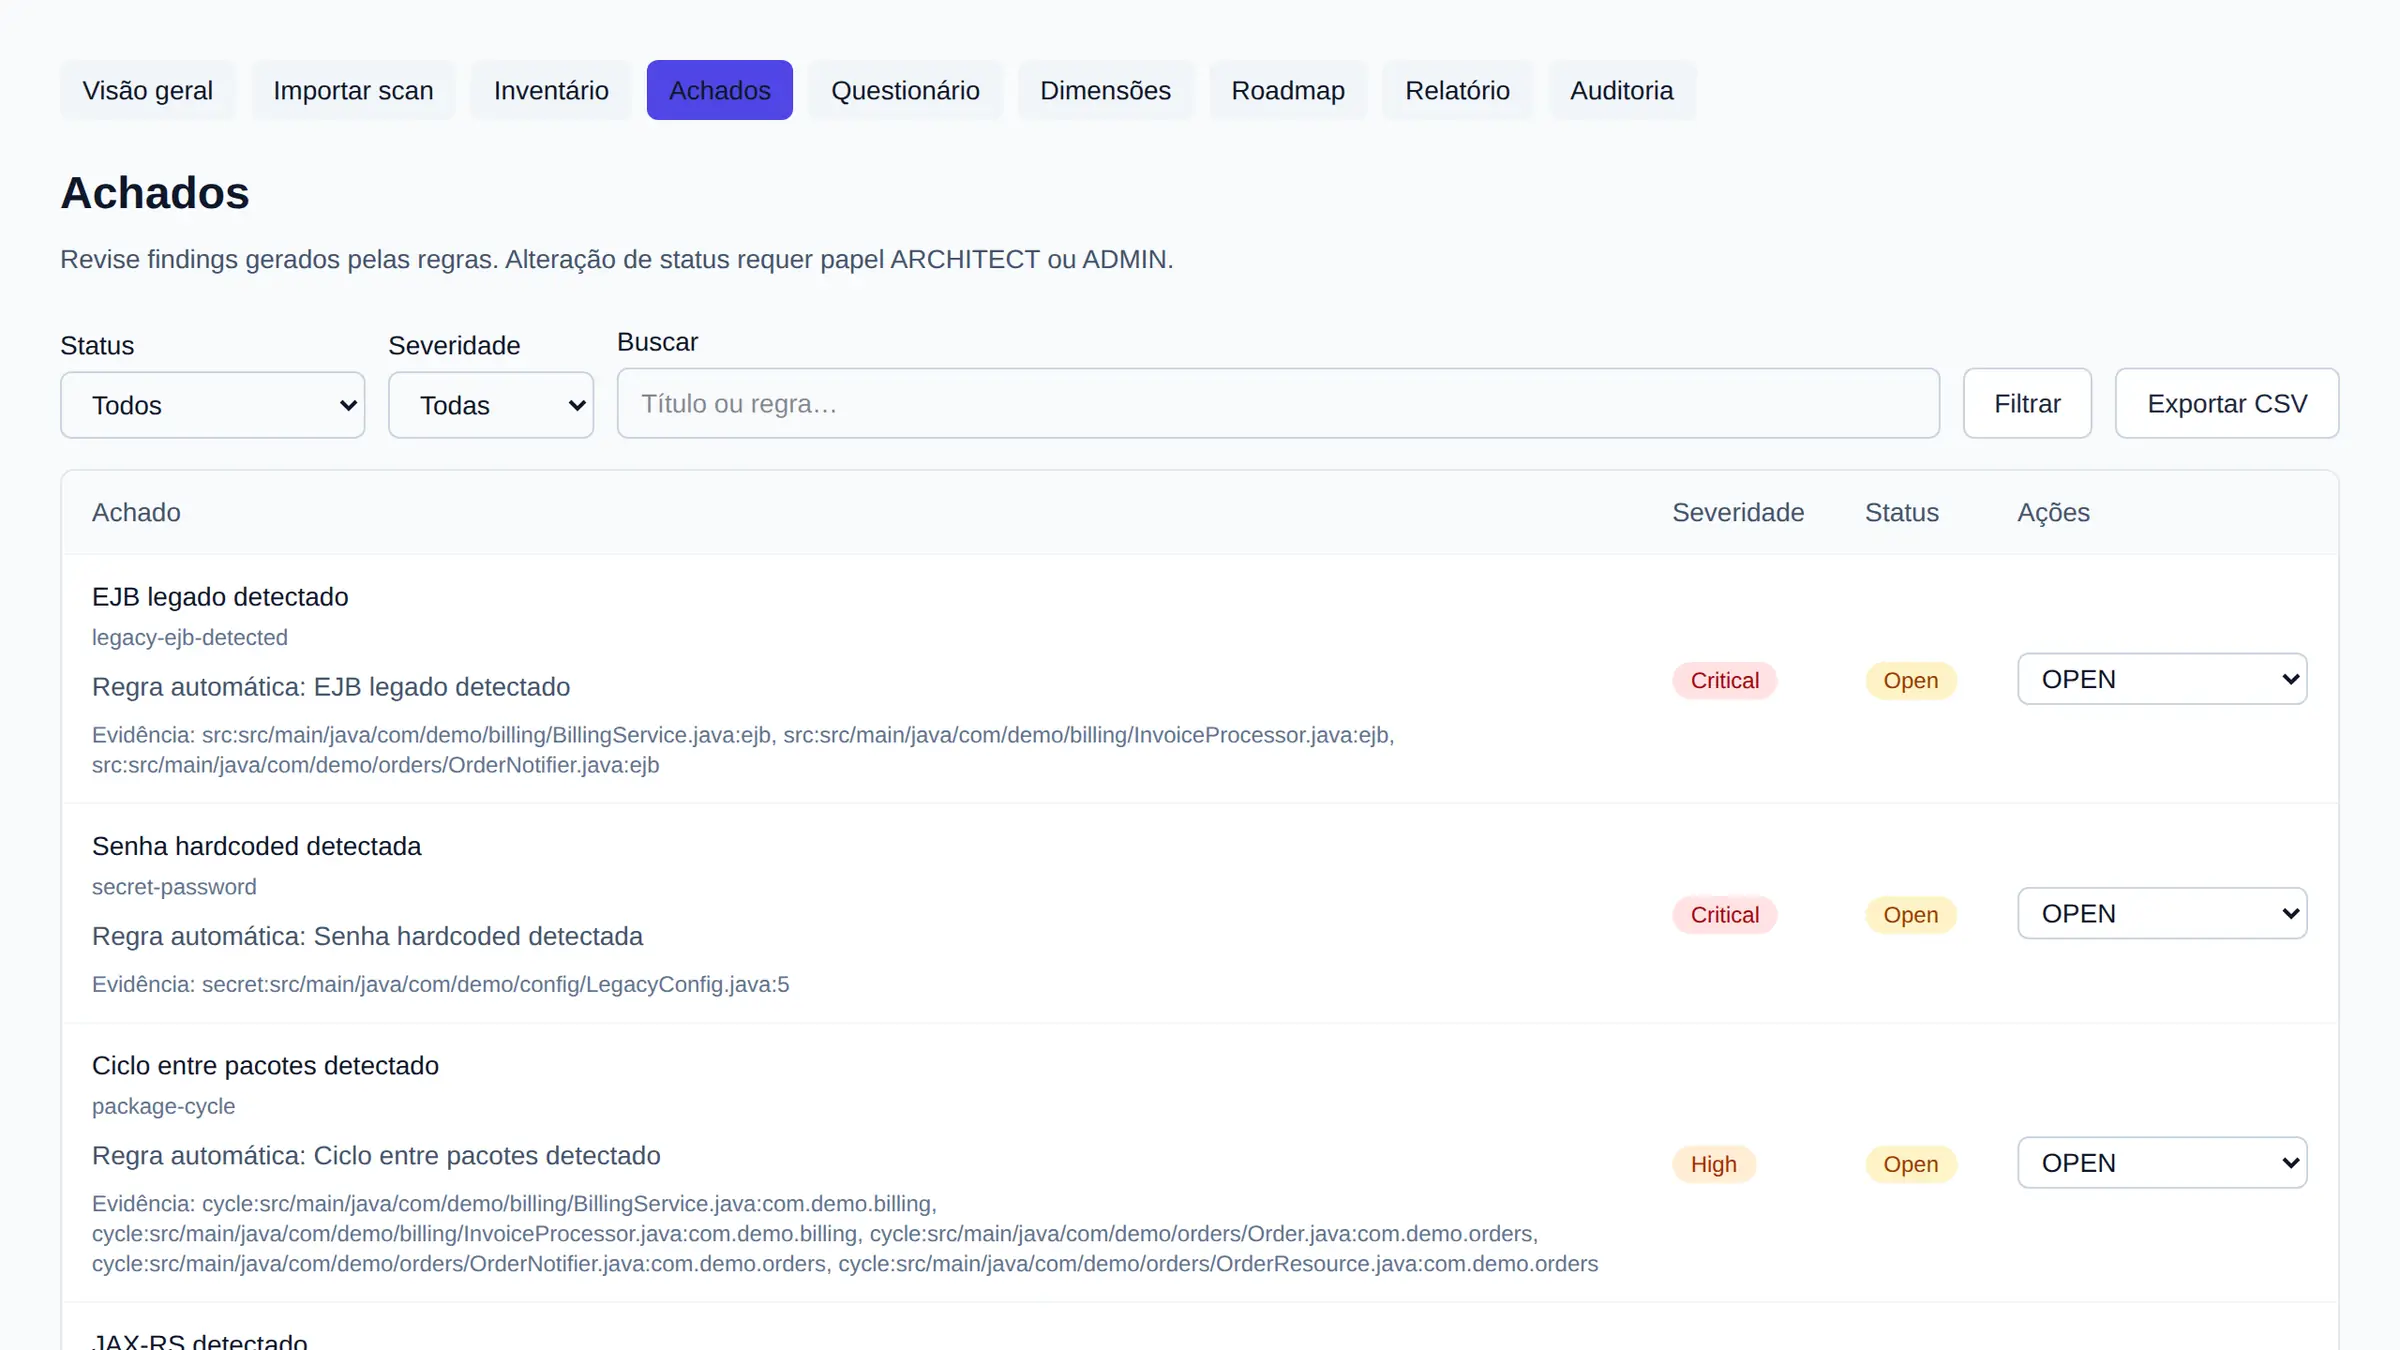 Visão geral
Importar scan
Inventário
Achados
Questionário
Dimensões
Roadmap
Relatório
Auditoria
Achados
Revise findings gerados pelas regras. Alteração de status requer papel ARCHITECT ou ADMIN.
Status
Severidade
Buscar
Todos
Todas
Título ou regra…
Filtrar
Exportar CSV
Achado
Severidade
Status
Ações
EJB legado detectado
legacy-ejb-detected
Regra automática: EJB legado detectado
Evidência: src:src/main/java/com/demo/billing/BillingService.java:ejb, src:src/main/java/com/demo/billing/InvoiceProcessor.java:ejb,
src:src/main/java/com/demo/orders/OrderNotifier.java:ejb
Critical
Open
OPEN
Senha hardcoded detectada
secret-password
Regra automática: Senha hardcoded detectada
Evidência: secret:src/main/java/com/demo/config/LegacyConfig.java:5
Critical
Open
OPEN
Ciclo entre pacotes detectado
package-cycle
Regra automática: Ciclo entre pacotes detectado
Evidência: cycle:src/main/java/com/demo/billing/BillingService.java:com.demo.billing,
cycle:src/main/java/com/demo/billing/InvoiceProcessor.java:com.demo.billing, cycle:src/main/java/com/demo/orders/Order.java:com.demo.orders,
cycle:src/main/java/com/demo/orders/OrderNotifier.java:com.demo.orders, cycle:src/main/java/com/demo/orders/OrderResource.java:com.demo.orders
High
Open
OPEN
JAX-RS detectado